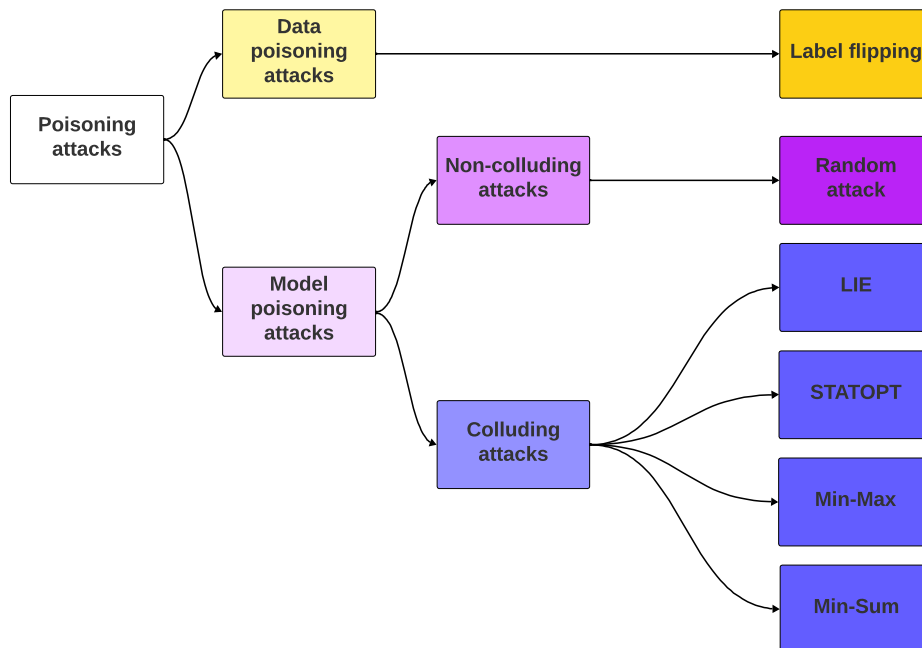 Data
poisoning
attacks
Label flipping
Poisoning
attacks
Non-colluding
attacks
Random
attack
Model
poisoning
attacks
LIE
STATOPT
Colluding
attacks
Min-Max
Min-Sum